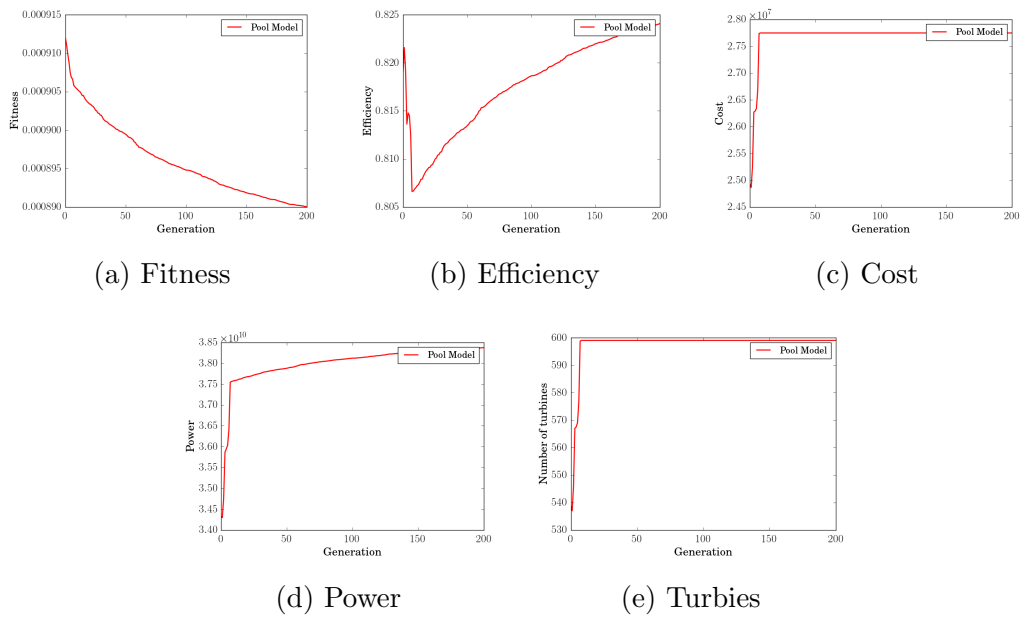 0.000915
0.000910
0.000905
0.000900
0.000895
0.000890
Fitness
0 50 100 150 200
Generation
Pool Model
(a) Fitness
0.825
0.820
0.815
0.810
0.805
Efficiency
0 50 100 150 200
Generation
Pool Model
(b) Efficiency
×10⁷
2.80
2.75
2.70
2.65
2.60
2.55
2.50
2.45
Cost
0 50 100 150 200
Generation
Pool Model
(c) Cost
×10¹⁰
3.85
3.80
3.75
3.70
3.65
3.60
3.55
3.50
3.45
3.40
Power
0 50 100 150 200
Generation
Pool Model
(d) Power
600
590
580
570
560
550
540
530
Number of turbines
0 50 100 150 200
Generation
Pool Model
(e) Turbies